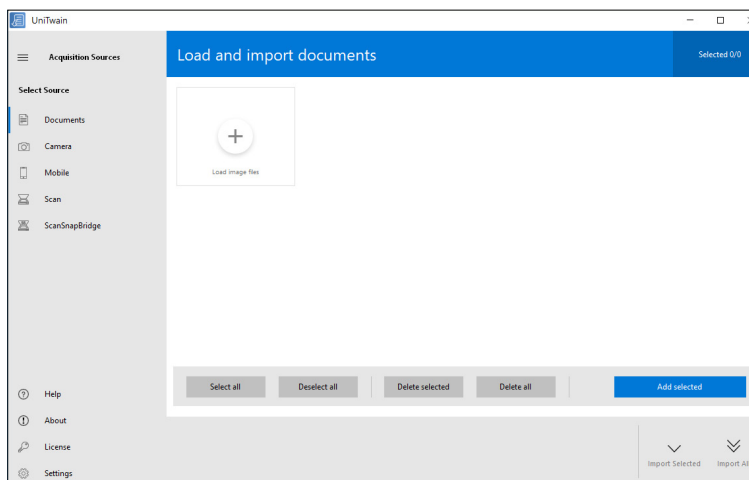 UniTwain
Acquisition Sources
Select Source
Documents
Camera
Mobile
Scan
ScanSnapBridge
Help
About
License
Settings
Load and import documents
Selected 0/0
Load image files
Select all
Deselect all
Delete selected
Delete all
Add selected
Import Selected
Import All